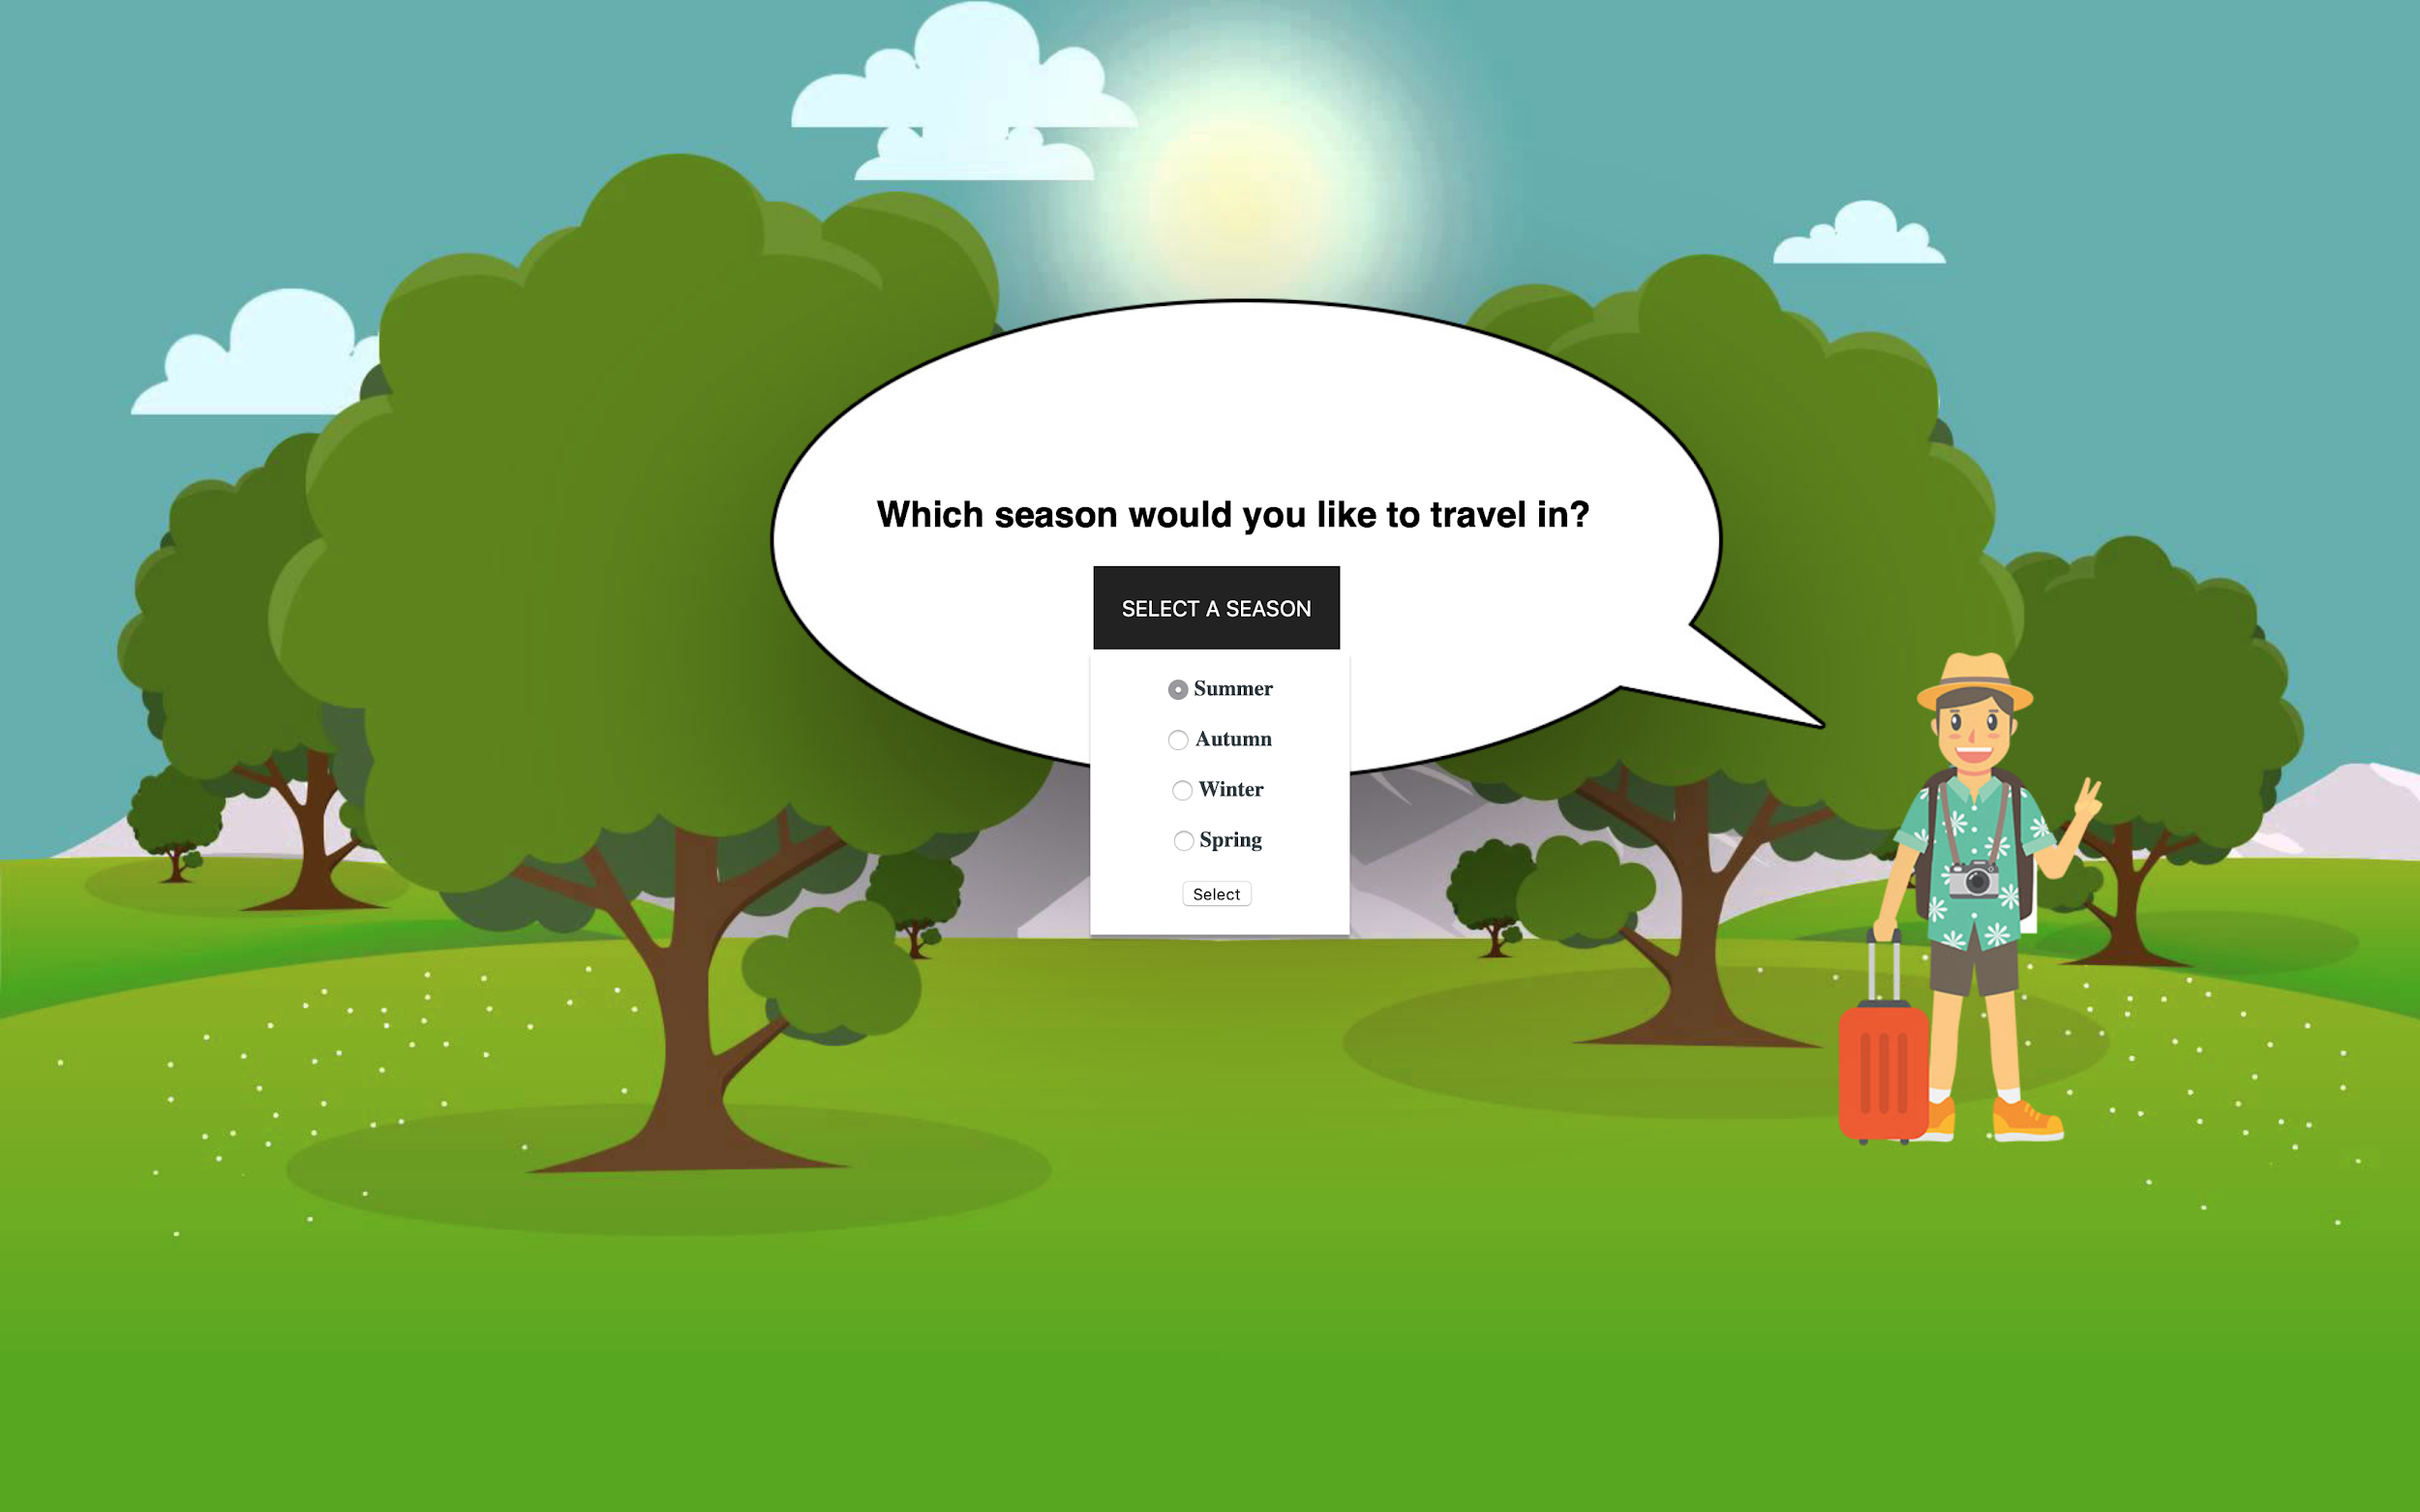 Which season would you like to travel in?
SELECT A SEASON
Summer
Autumn
Winter
Spring
Select